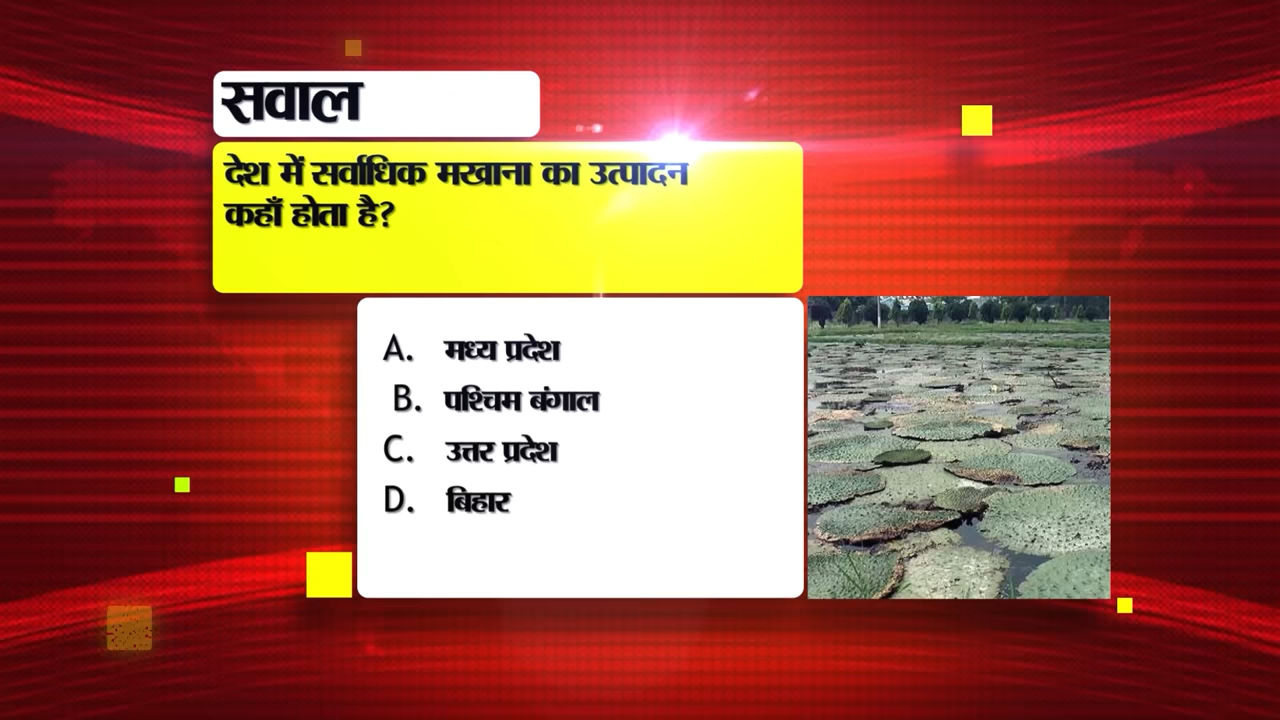 सवाल
देश में सर्वाधिक मखाना का उत्पादन
कहाँ होता है?
A. मध्य प्रदेश
B. पश्चिम बंगाल
C. उत्तर प्रदेश
D. बिहार